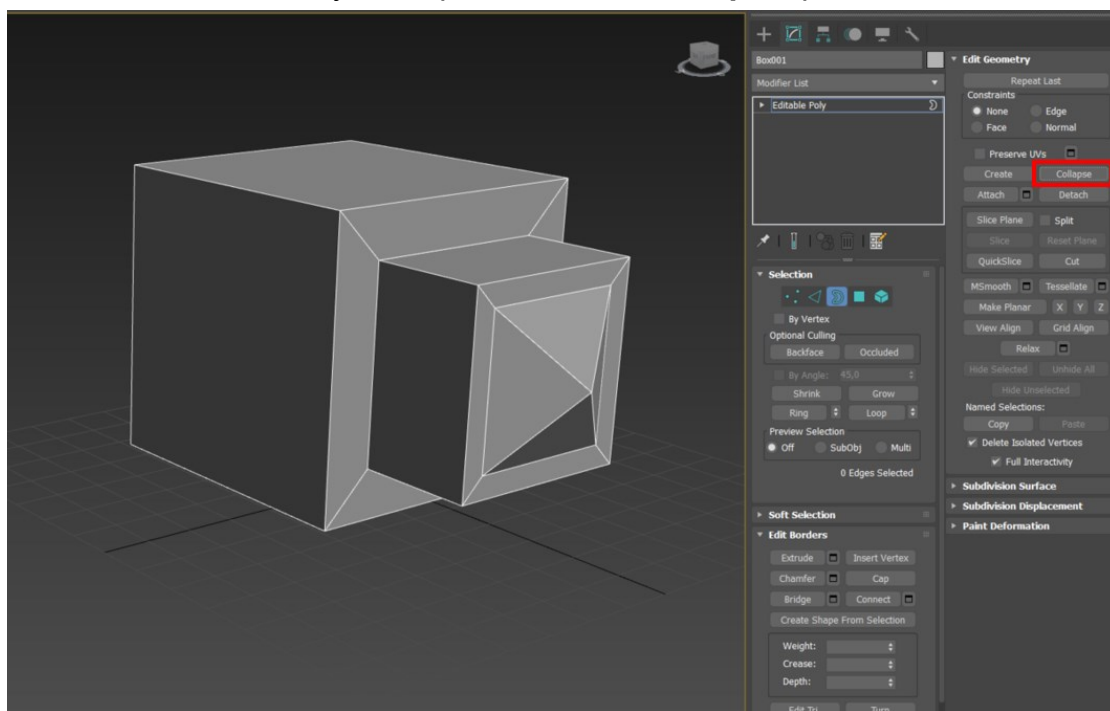 Box001
Modifier List
Editable Poly
Selection
By Vertex
Optional Culling
Backface Occluded
By Angle: 45,0
Shrink Grow
Ring Loop
Preview Selection
Off SubObj Multi
0 Edges Selected
Soft Selection
Edit Borders
Extrude Insert Vertex
Chamfer Cap
Bridge Connect
Create Shape From Selection
Weight:
Crease:
Depth:
Edit Tri Turn
Edit Geometry
Repeat Last
Constraints
None Edge
Face Normal
Preserve UVs
Create Collapse
Attach Detach
Slice Plane Split
Slice Reset Plane
QuickSlice Cut
MSmooth Tessellate
Make Planar X Y Z
View Align Grid Align
Relax
Hide Selected Unhide All
Hide Unselected
Named Selections:
Copy Paste
Delete Isolated Vertices
Full Interactivity
Subdivision Surface
Subdivision Displacement
Paint Deformation